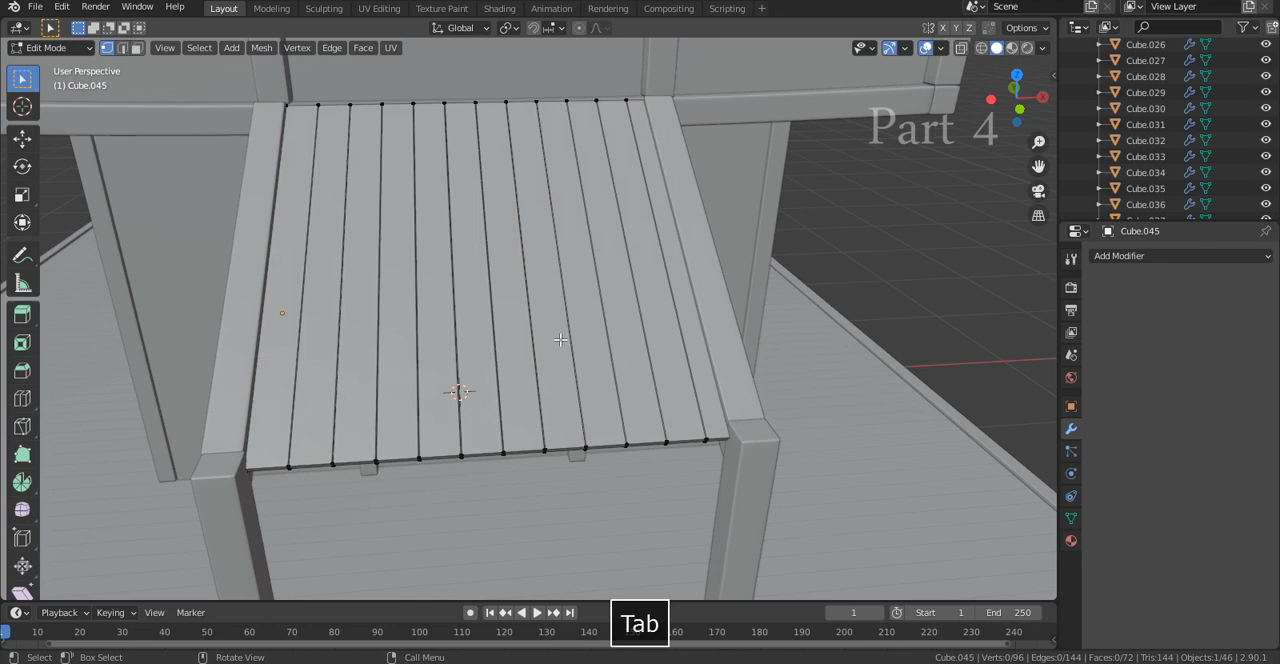 File Edit Render Window Help Layout Modeling Sculpting UV Editing Texture Paint Shading Animation Rendering Compositing Scripting + Scene View Layer
Global X Y Z Options
Edit Mode View Select Add Mesh Vertex Edge Face UV
User Perspective
(1) Cube.045
Part 4
Z
X
Cube.026
Cube.027
Cube.028
Cube.029
Cube.030
Cube.031
Cube.032
Cube.033
Cube.034
Cube.035
Cube.036
Cube.045
Add Modifier
Tab
Playback Keying View Marker 1 Start 1 End 250
10 20 30 40 50 60 70 80 90 100 110 120 130 140 160 170 180 190 200 210 220 230 240
Select Box Select Rotate View Call Menu Cube.045 | Verts:0/96 | Edges:0/144 | Faces:0/72 | Tris:144 | Objects:1/46 | 2.90.1